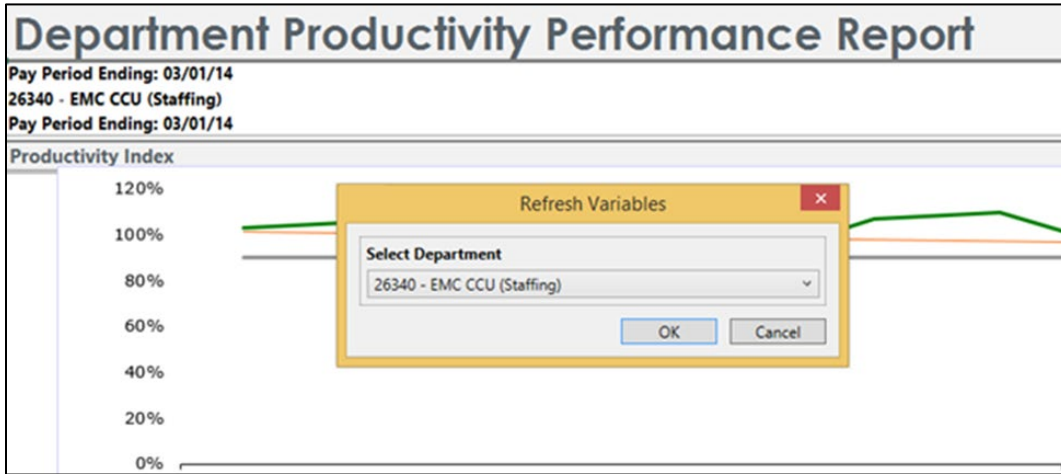 Department Productivity Performance Report
Pay Period Ending: 03/01/14
26340 - EMC CCU (Staffing)
Pay Period Ending: 03/01/14
Productivity Index
120%
100%
80%
60%
40%
20%
0%
Refresh Variables
Select Department
26340 - EMC CCU (Staffing)
OK Cancel